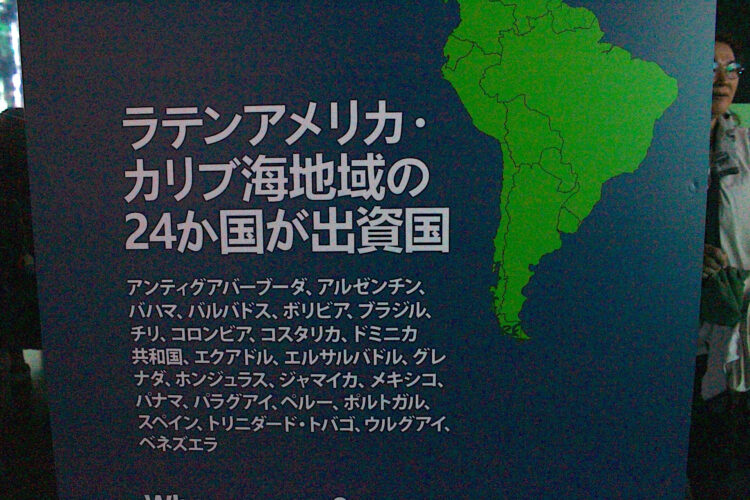 ラテンアメリカ・
カリブ海地域の
24か国が出資国
アンティグアバーブーダ、アルゼンチン、
バハマ、バルバドス、ボリビア、ブラジル、
チリ、コロンビア、コスタリカ、ドミニカ
共和国、エクアドル、エルサルバドル、グレ
ナダ、ホンジュラス、ジャマイカ、メキシコ、
パナマ、パラグアイ、ペルー、ポルトガル、
スペイン、トリニダード・トバゴ、ウルグアイ、
ベネズエラ